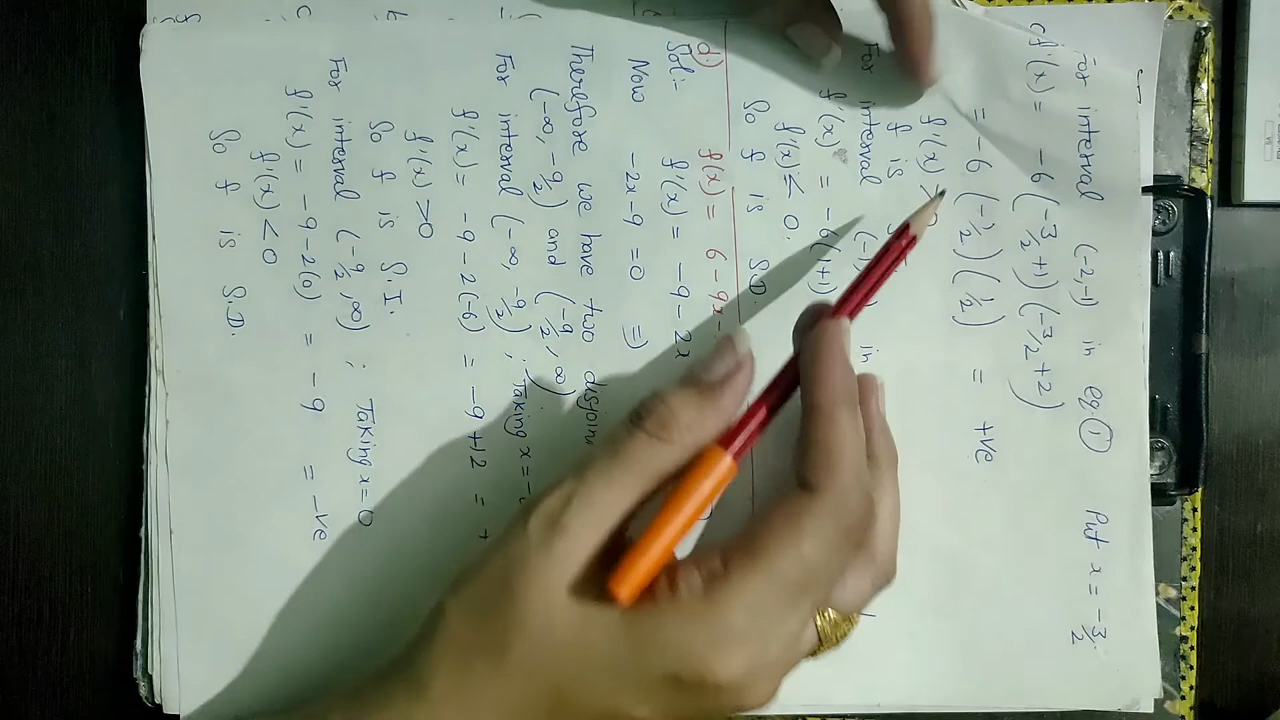 For interval (-2,-1) in eq ① Put x = -3/2
f'(x) = -6 (-3/2 +1) (-3/2 +2)
= -6 (-1/2) (1/2) = +ve
f'(x) > 0
f is
For interval (-1, in
f'(x) = -6(1+1)
f'(x) < 0.
So f is S.D.
d) f(x) = 6 - 9x -
Sol:- f'(x) = -9 - 2x
Now -2x-9 = 0 =)
Therefore we have two disjoint
(-∞, -9/2) and (-9/2, ∞)
For interval (-∞, -9/2) ; Taking x = -
f'(x) = -9 -2(-6) = -9+12 = +
f'(x) > 0
So f is S.I.
For interval (-9/2, ∞) ; Taking x = 0
f'(x) = -9-2(0) = -9 = -ve
f'(x) < 0
So f is S.D.